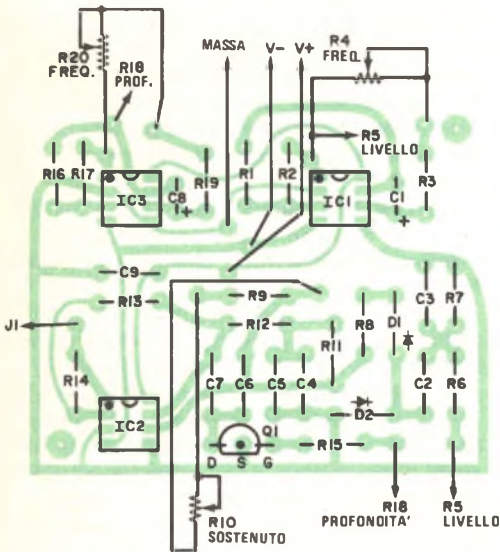 R20
FREQ.
R18
PROF.
MASSA
V-
V+
R4
FREQ.
R5
LIVELLO
R16
R17
IC3
C8
+
R19
R1
R2
IC1
C1
+
R3
C9
R13
J1
R14
IC2
R9
R12
R11
R8
D1
C3
R7
C7
C6
C5
C4
D2
C2
R6
Q1
D
S
G
R15
R10
SOSTENUTO
R18
PROFONDITA'
R5
LIVELLO